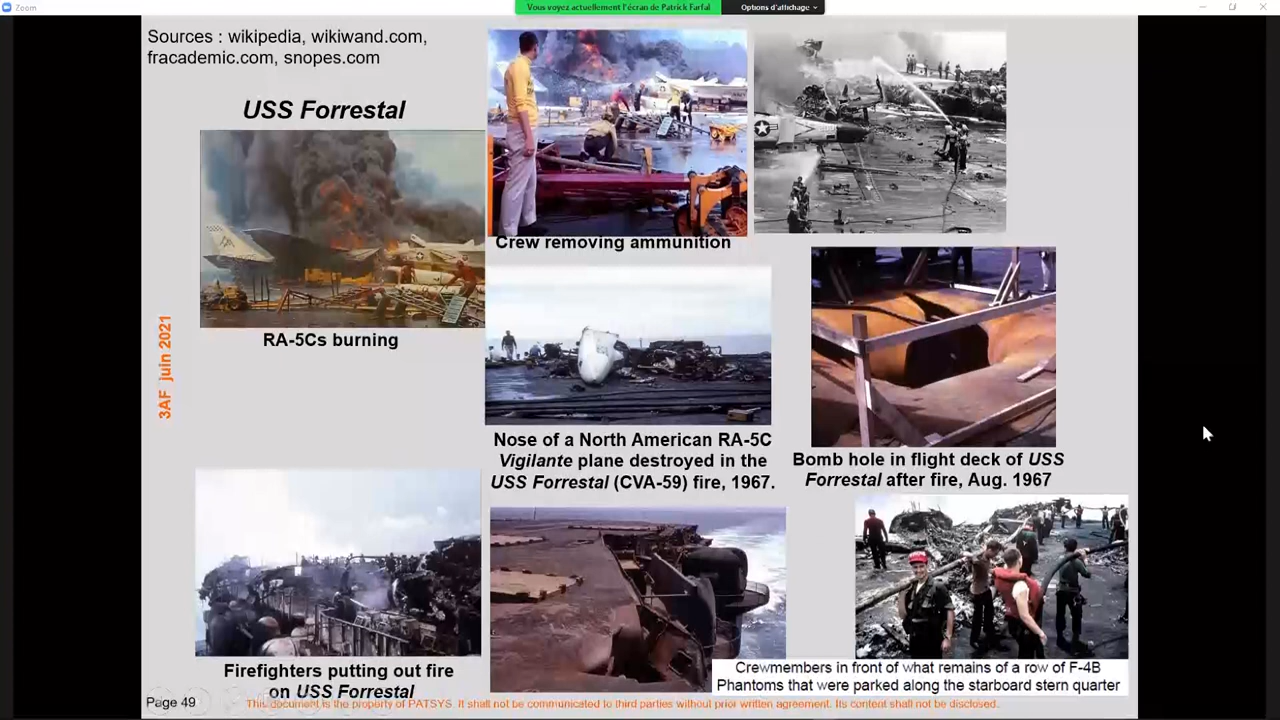 Zoom
Vous voyez actuellement l'écran de Patrick Farfal
Options d'affichage
Sources : wikipedia, wikiwand.com,
fracademic.com, snopes.com
USS Forrestal
RA-5Cs burning
Crew removing ammunition
3AF juin 2021
Nose of a North American RA-5C
Vigilante plane destroyed in the
USS Forrestal (CVA-59) fire, 1967.
Bomb hole in flight deck of USS
Forrestal after fire, Aug. 1967
Firefighters putting out fire
on USS Forrestal
Crewmembers in front of what remains of a row of F-4B
Phantoms that were parked along the starboard stern quarter
Page 49
This document is the property of PATSYS. It shall not be communicated to third parties without prior written agreement. Its content shall not be disclosed.